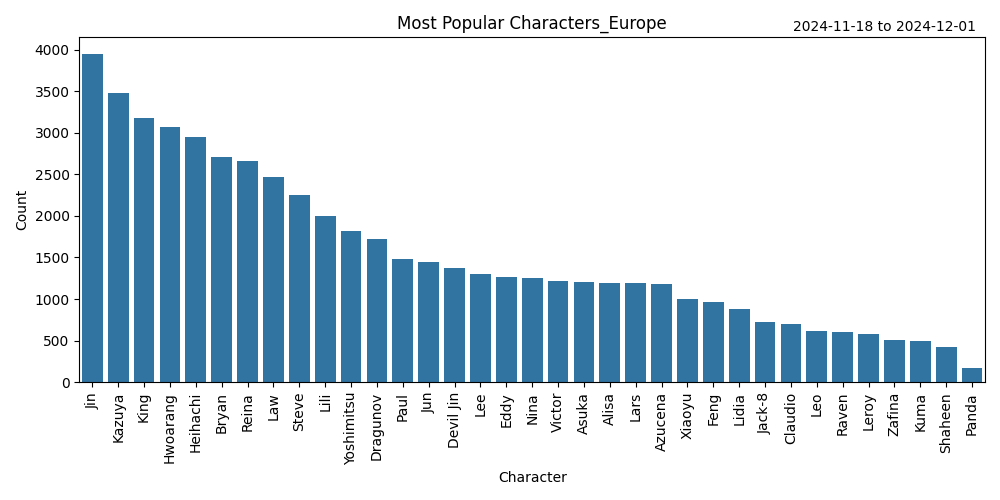 Most Popular Characters_Europe
2024-11-18 to 2024-12-01
Count
4000
3500
3000
2500
2000
1500
1000
500
0
Jin
Kazuya
King
Hwoarang
Heihachi
Bryan
Reina
Law
Steve
Lili
Yoshimitsu
Dragunov
Paul
Jun
Devil Jin
Lee
Eddy
Nina
Victor
Asuka
Alisa
Lars
Azucena
Xiaoyu
Feng
Lidia
Jack-8
Claudio
Leo
Raven
Leroy
Zafina
Kuma
Shaheen
Panda
Character